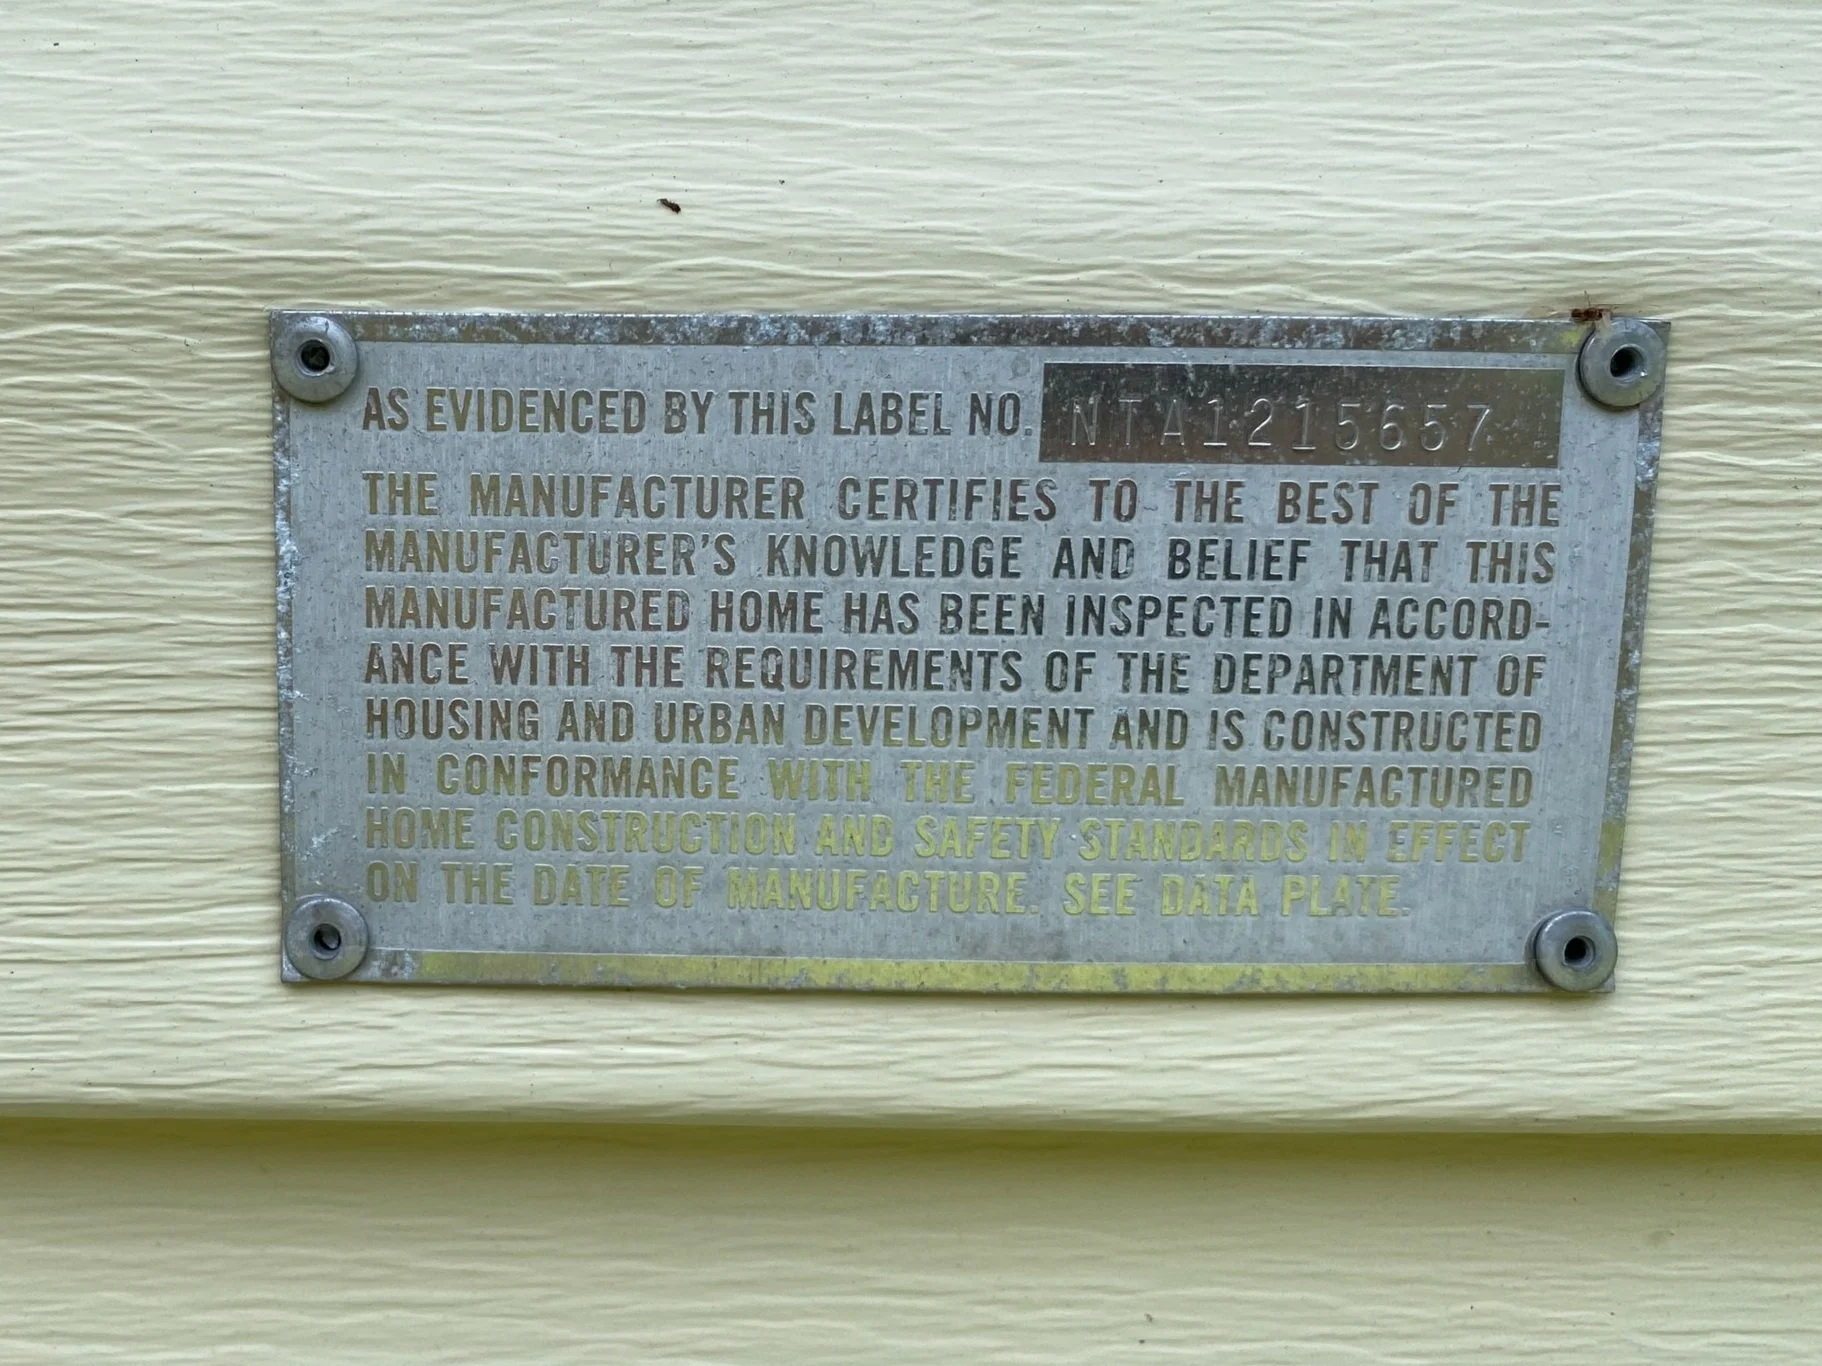 AS EVIDENCED BY THIS LABEL NO. NTA1215657
THE MANUFACTURER CERTIFIES TO THE BEST OF THE
MANUFACTURER'S KNOWLEDGE AND BELIEF THAT THIS
MANUFACTURED HOME HAS BEEN INSPECTED IN ACCORD-
ANCE WITH THE REQUIREMENTS OF THE DEPARTMENT OF
HOUSING AND URBAN DEVELOPMENT AND IS CONSTRUCTED
IN CONFORMANCE WITH THE FEDERAL MANUFACTURED
HOME CONSTRUCTION AND SAFETY STANDARDS IN EFFECT
ON THE DATE OF MANUFACTURE. SEE DATA PLATE.